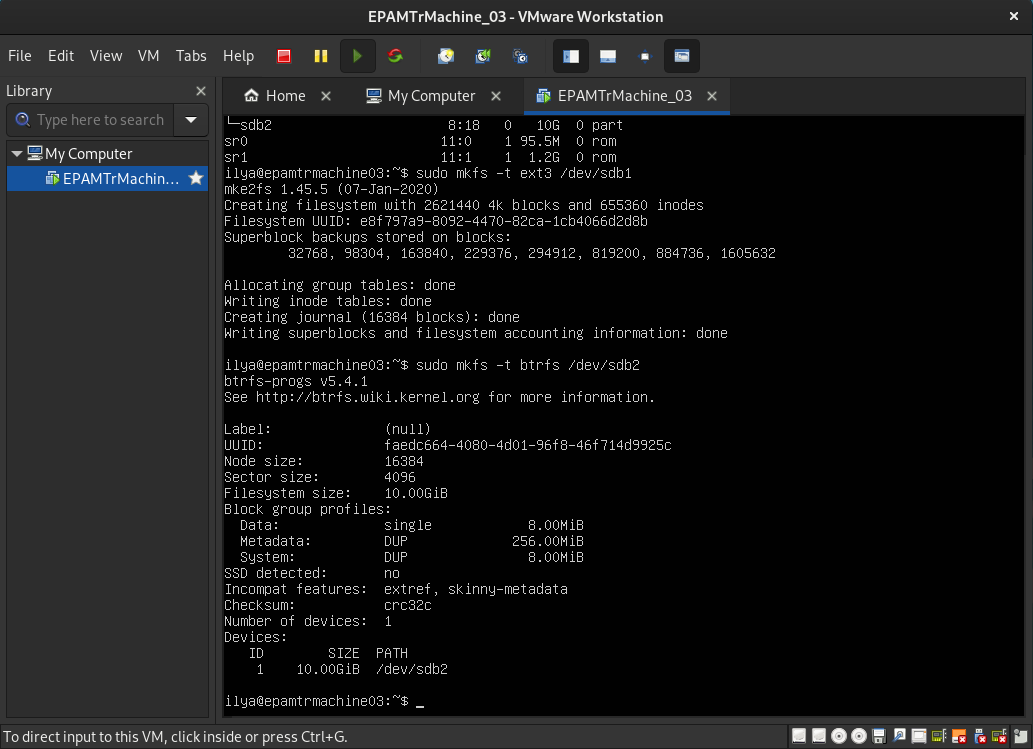 EPAMTrMachine_03 - VMware Workstation
File Edit View VM Tabs Help
Library
Home
My Computer
EPAMTrMachine_03
Type here to search
My Computer
EPAMTrMachin...
└─sdb2 8:18 0 10G 0 part
sr0 11:0 1 95.5M 0 rom
sr1 11:1 1 1.2G 0 rom
ilya@epamtrmachine03:~$ sudo mkfs -t ext3 /dev/sdb1
mke2fs 1.45.5 (07-Jan-2020)
Creating filesystem with 2621440 4k blocks and 655360 inodes
Filesystem UUID: e8f797a9-8092-4470-82ca-1cb4066d2d8b
Superblock backups stored on blocks:
32768, 98304, 163840, 229376, 294912, 819200, 884736, 1605632
Allocating group tables: done
Writing inode tables: done
Creating journal (16384 blocks): done
Writing superblocks and filesystem accounting information: done
ilya@epamtrmachine03:~$ sudo mkfs -t btrfs /dev/sdb2
btrfs-progs v5.4.1
See http://btrfs.wiki.kernel.org for more information.
Label: (null)
UUID: faedc664-4080-4d01-96f8-46f714d9925c
Node size: 16384
Sector size: 4096
Filesystem size: 10.00GiB
Block group profiles:
Data: single 8.00MiB
Metadata: DUP 256.00MiB
System: DUP 8.00MiB
SSD detected: no
Incompat features: extref, skinny-metadata
Checksum: crc32c
Number of devices: 1
Devices:
ID SIZE PATH
1 10.00GiB /dev/sdb2
ilya@epamtrmachine03:~$ _
To direct input to this VM, click inside or press Ctrl+G.